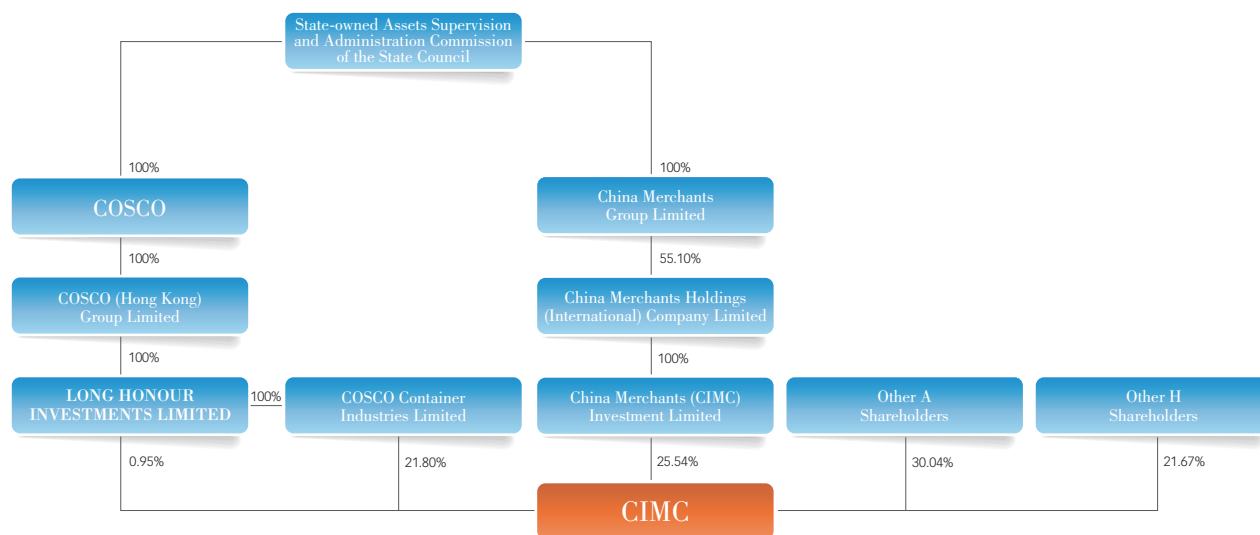 State-owned Assets Supervision
and Administration Commission
of the State Council
100%
100%
COSCO
China Merchants
Group Limited
100%
55.10%
COSCO (Hong Kong)
Group Limited
China Merchants Holdings
(International) Company Limited
100%
100%
LONG HONOUR
INVESTMENTS LIMITED
100%
COSCO Container
Industries Limited
China Merchants (CIMC)
Investment Limited
Other A
Shareholders
Other H
Shareholders
0.95%
21.80%
25.54%
30.04%
21.67%
CIMC